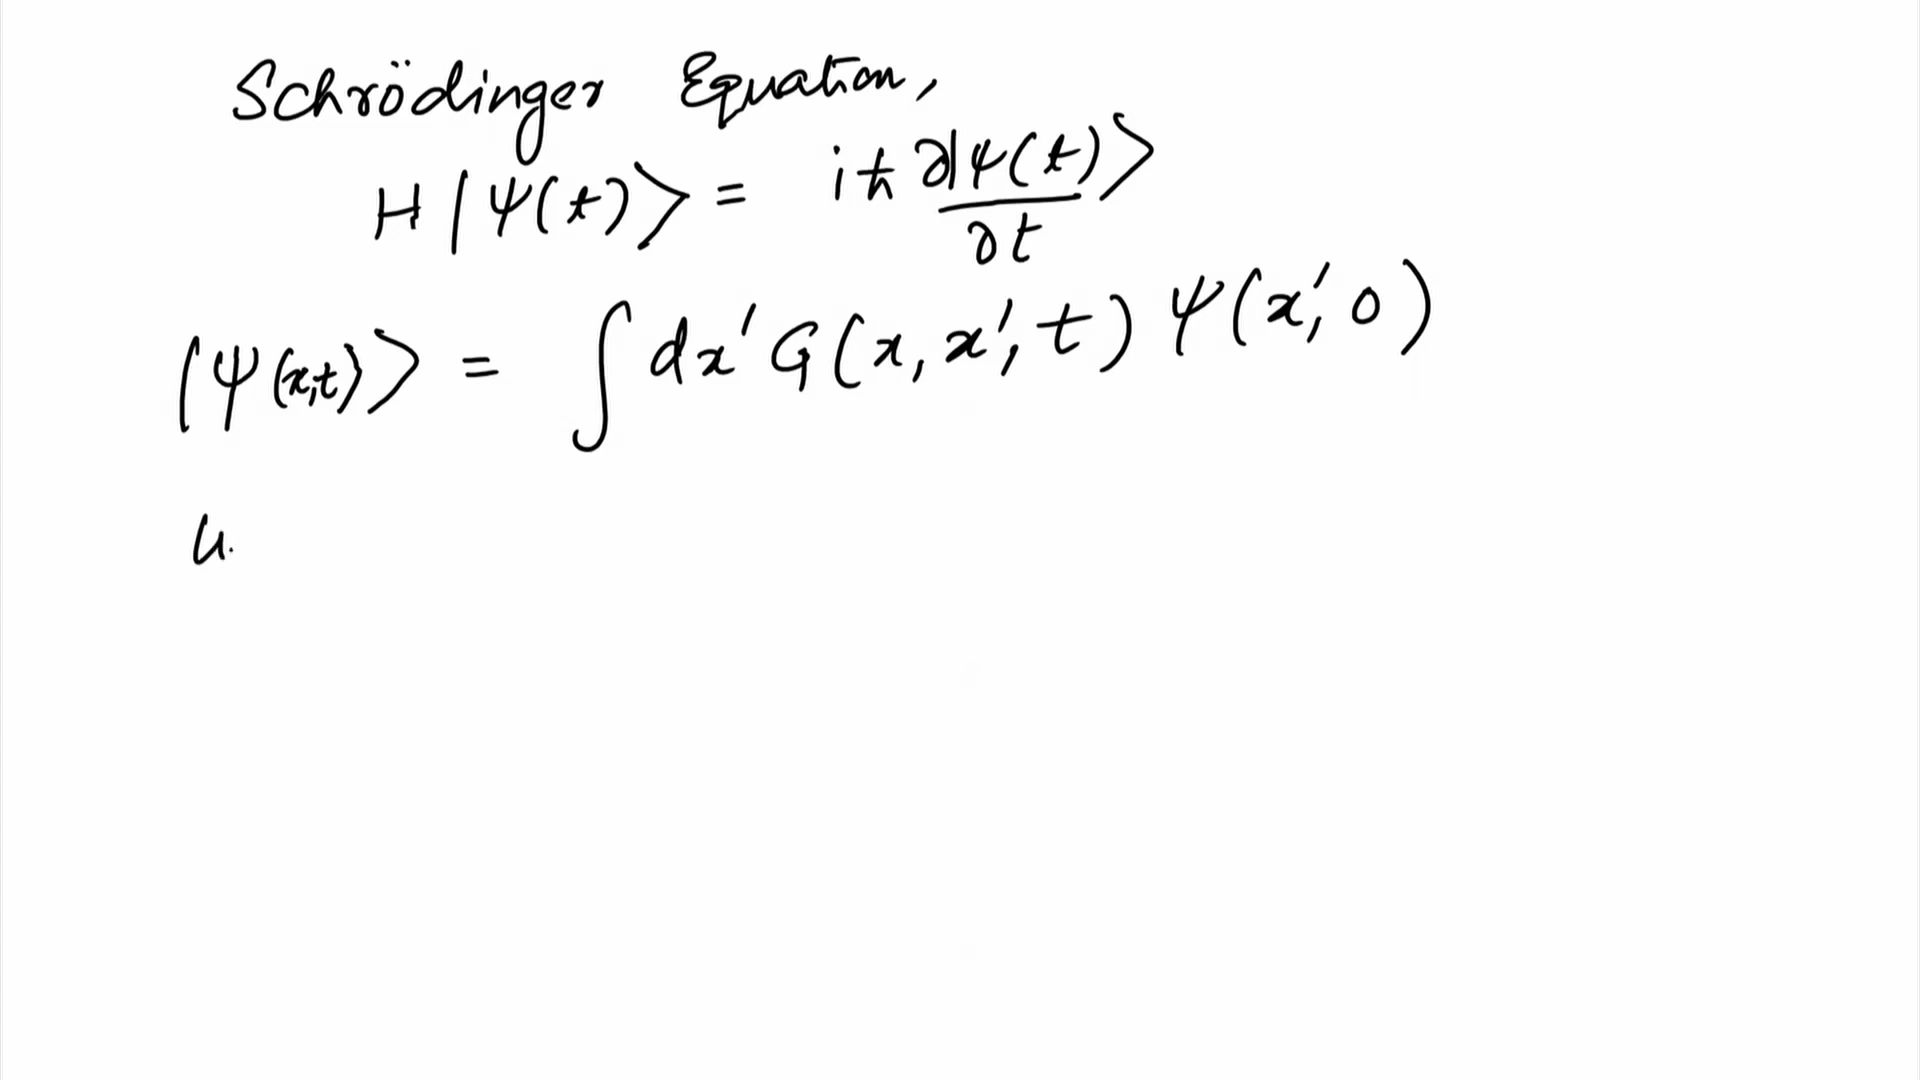 Schrödinger Equation,
H|ψ(t)⟩ = iħ ∂|ψ(t)⟩/∂t
|ψ(x,t)⟩ = ∫dx' G(x, x', t) ψ(x', 0)